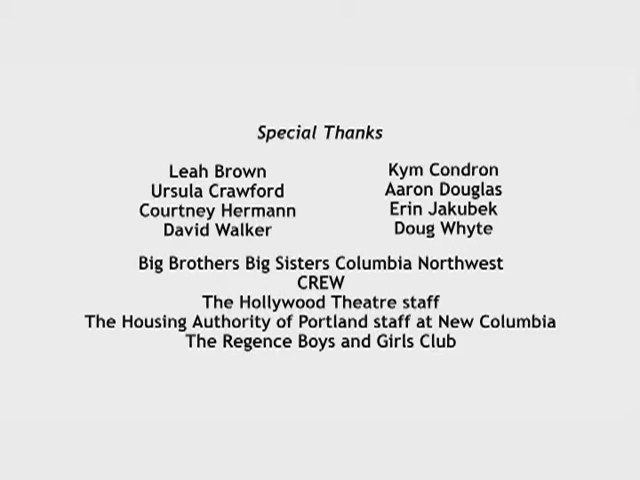 Special Thanks
Leah Brown
Ursula Crawford
Courtney Hermann
David Walker
Kym Condron
Aaron Douglas
Erin Jakubek
Doug Whyte
Big Brothers Big Sisters Columbia Northwest
CREW
The Hollywood Theatre staff
The Housing Authority of Portland staff at New Columbia
The Regence Boys and Girls Club